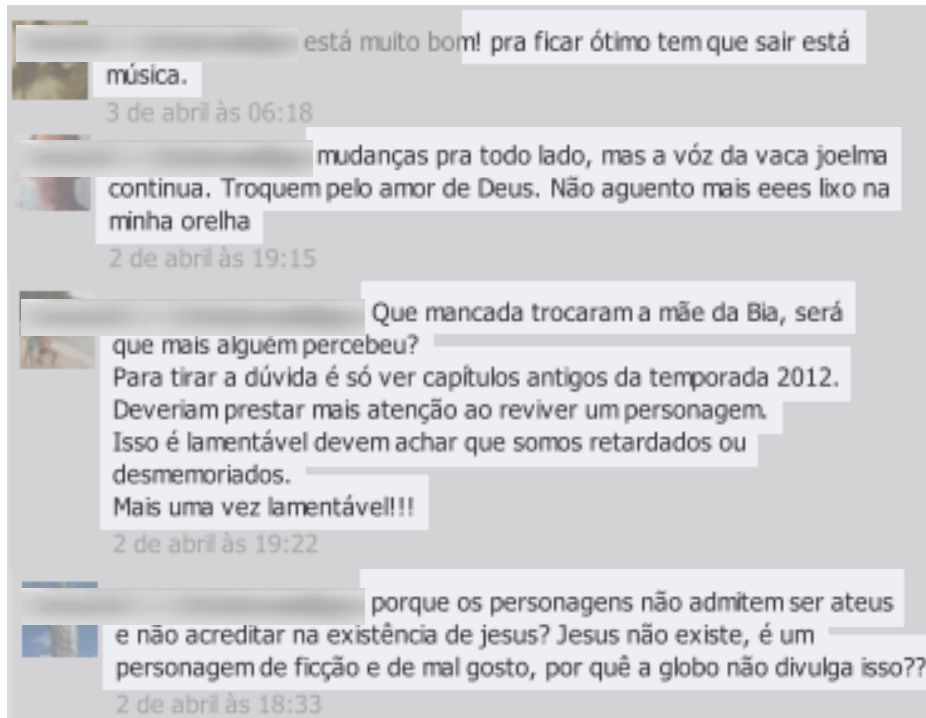 está muito bom! pra ficar ótimo tem que sair está
música.
3 de abril às 06:18
mudanças pra todo lado, mas a vóz da vaca joelma
continua. Troquem pelo amor de Deus. Não aguento mais eees lixo na
minha orelha
2 de abril às 19:15
Que mancada trocaram a mãe da Bia, será
que mais alguém percebeu?
Para tirar a dúvida é só ver capítulos antigos da temporada 2012.
Deveriam prestar mais atenção ao reviver um personagem.
Isso é lamentável devem achar que somos retardados ou
desmemoriados.
Mais uma vez lamentável!!!
2 de abril às 19:22
porque os personagens não admitem ser ateus
e não acreditar na existência de jesus? Jesus não existe, é um
personagem de ficção e de mal gosto, por quê a globo não divulga isso??
2 de abril às 18:33